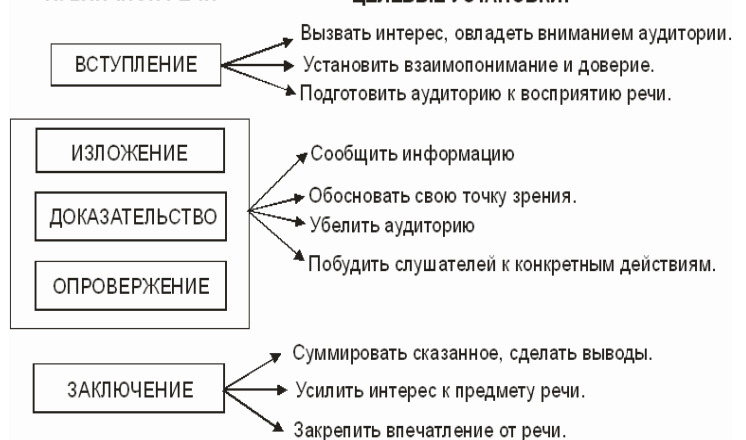 ВСТУПЛЕНИЕ
Вызвать интерес, овладеть вниманием аудитории.
Установить взаимопонимание и доверие.
Подготовить аудиторию к восприятию речи.
ИЗЛОЖЕНИЕ
ДОКАЗАТЕЛЬСТВО
ОПРОВЕРЖЕНИЕ
Сообщить информацию
Обосновать свою точку зрения.
Убелить аудиторию
Побудить слушателей к конкретным действиям.
ЗАКЛЮЧЕНИЕ
Суммировать сказанное, сделать выводы.
Усилить интерес к предмету речи.
Закрепить впечатление от речи.